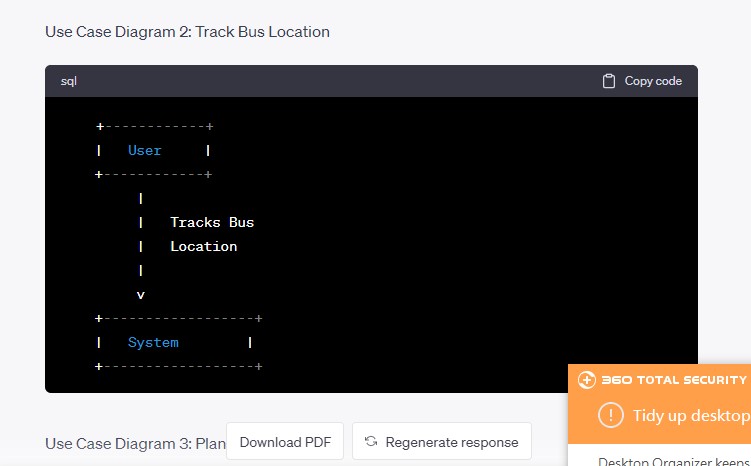 Use Case Diagram 2: Track Bus Location
sql
Copy code
+------------+
|   User     |
+------------+
|
|   Tracks Bus
|   Location
|
v
+------------------+
|   System        |
+------------------+
360 TOTAL SECURITY
Tidy up desktop
Use Case Diagram 3: Plan
Download PDF
Regenerate response
Desktop Organizer keeps